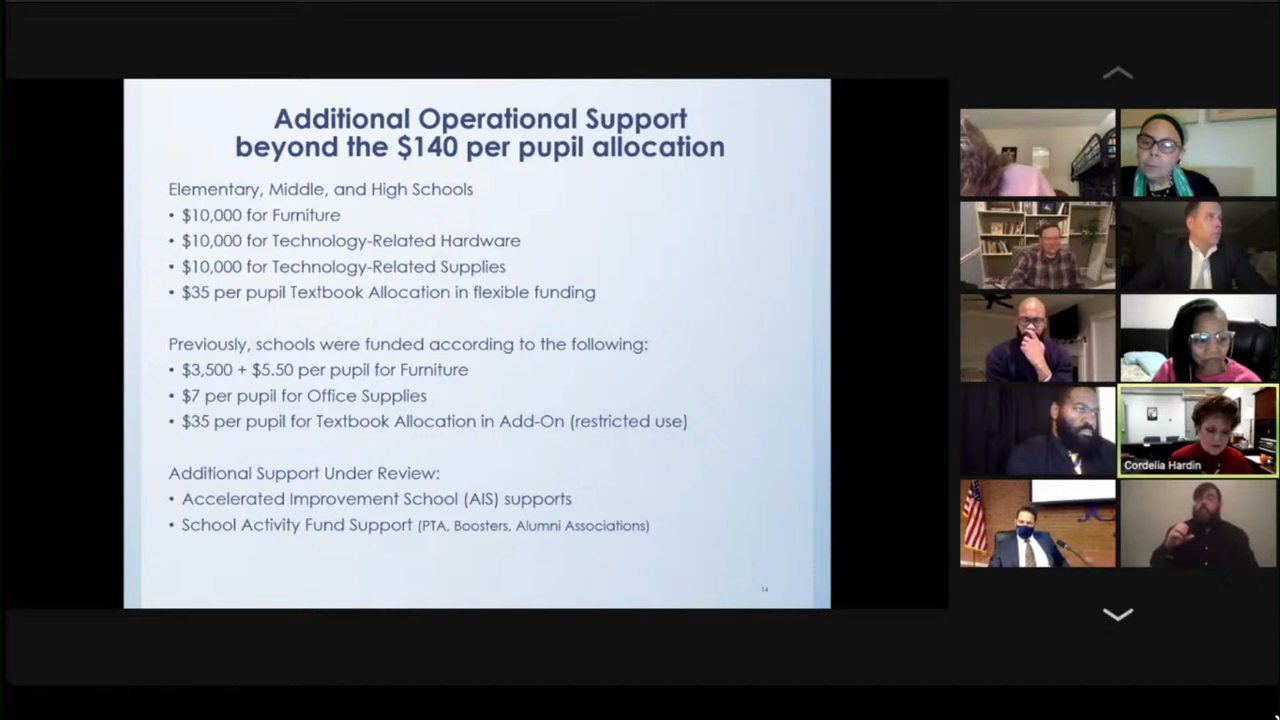 Additional Operational Support
beyond the $140 per pupil allocation
Elementary, Middle, and High Schools
• $10,000 for Furniture
• $10,000 for Technology-Related Hardware
• $10,000 for Technology-Related Supplies
• $35 per pupil Textbook Allocation in flexible funding
Previously, schools were funded according to the following:
• $3,500 + $5.50 per pupil for Furniture
• $7 per pupil for Office Supplies
• $35 per pupil for Textbook Allocation in Add-On (restricted use)
Additional Support Under Review:
• Accelerated Improvement School (AIS) supports
• School Activity Fund Support (PTA, Boosters, Alumni Associations)
14
Cordelia Hardin